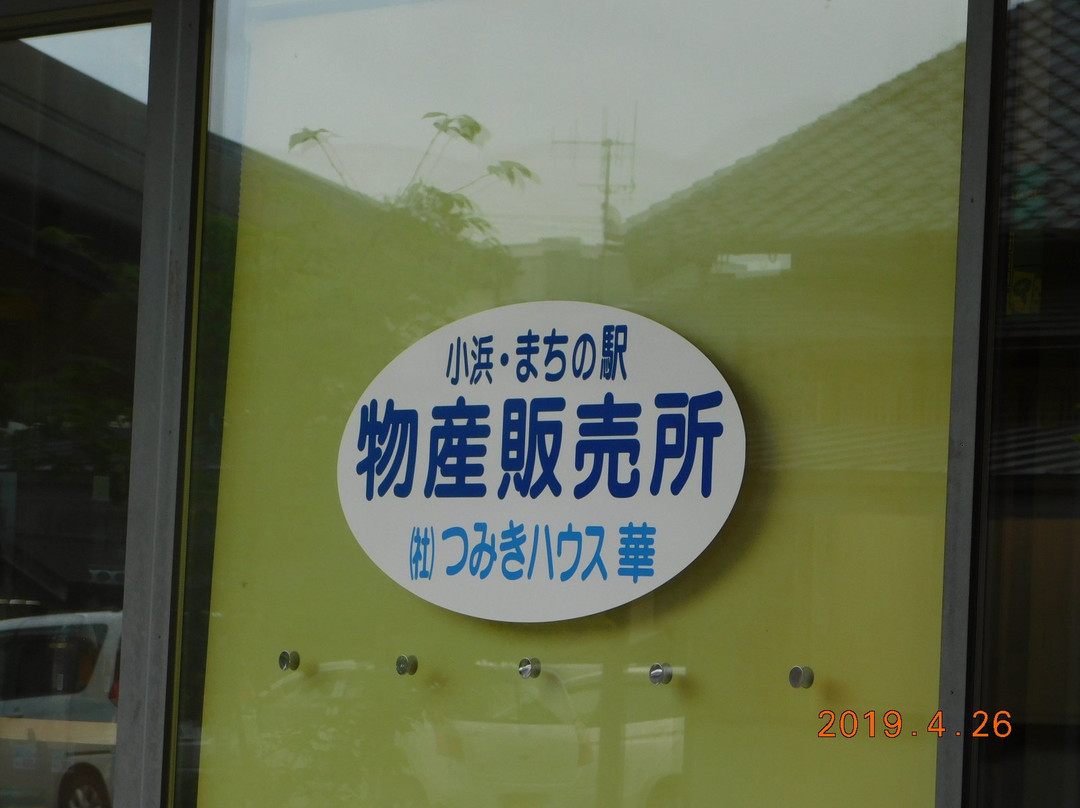 小浜・まちの駅
物産販売所
(社)つみきハウス 華
2019.4.26